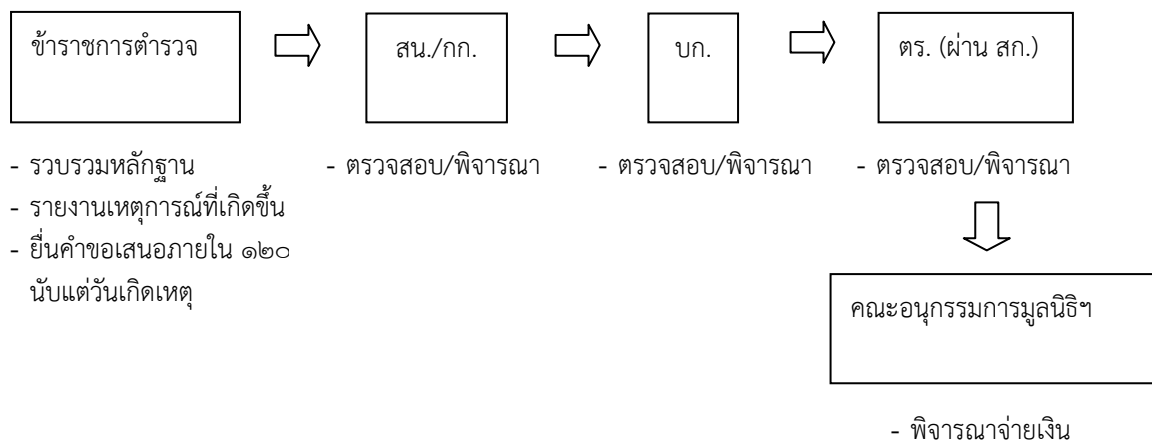 ข้าราชการตำรวจ
- รวบรวมหลักฐาน
- รายงานเหตุการณ์ที่เกิดขึ้น
- ยื่นคำขอเสนอภายใน ๑๒๐
นับแต่วันเกิดเหตุ
สน./กก.
- ตรวจสอบ/พิจารณา
บก.
- ตรวจสอบ/พิจารณา
ตร. (ผ่าน สก.)
- ตรวจสอบ/พิจารณา
คณะอนุกรรมการมูลนิธิฯ
- พิจารณาจ่ายเงิน